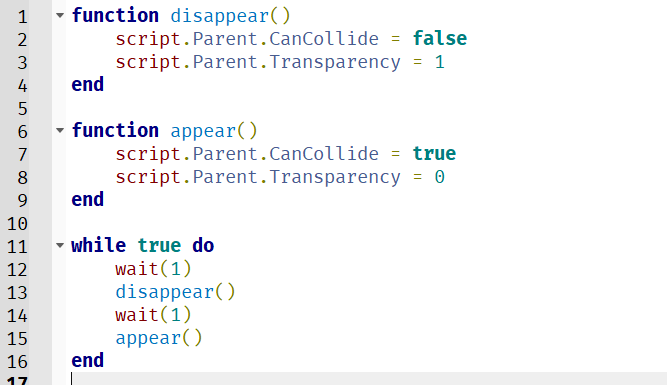 1 function disappear()
2 script.Parent.CanCollide = false
3 script.Parent.Transparency = 1
4 end
5
6 function appear()
7 script.Parent.CanCollide = true
8 script.Parent.Transparency = 0
9 end
10
11 while true do
12 wait(1)
13 disappear()
14 wait(1)
15 appear()
16 end
17